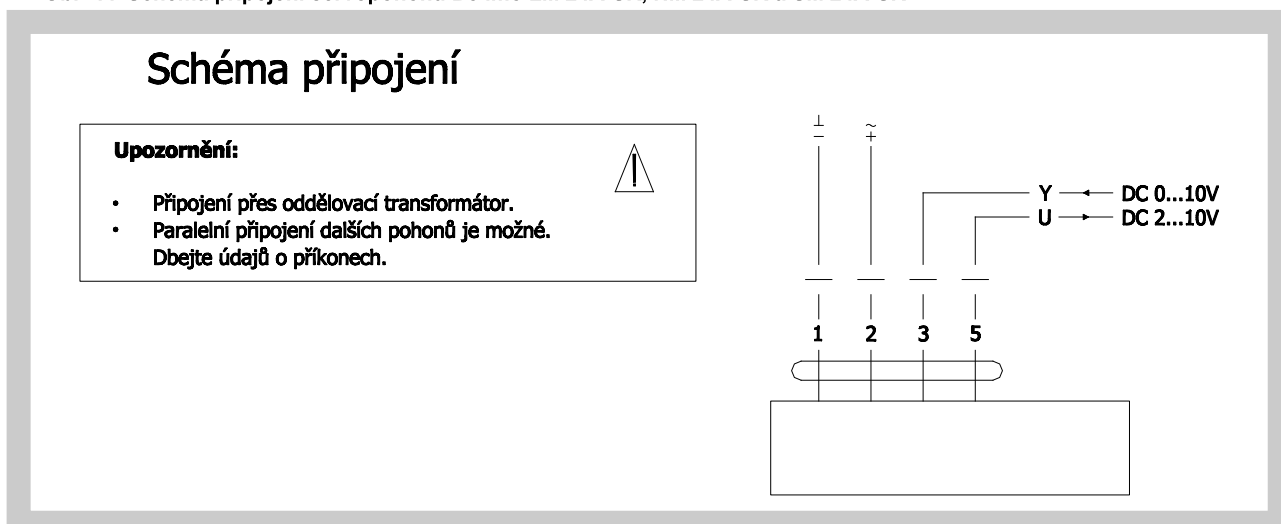 Schéma připojení
Upozornění:
• Připojení přes oddělovací transformátor.
• Paralelní připojení dalších pohonů je možné.
Dbejte údajů o příkonech.
⊥ ~
− +
Y DC 0...10V
U DC 2...10V
1 2 3 5